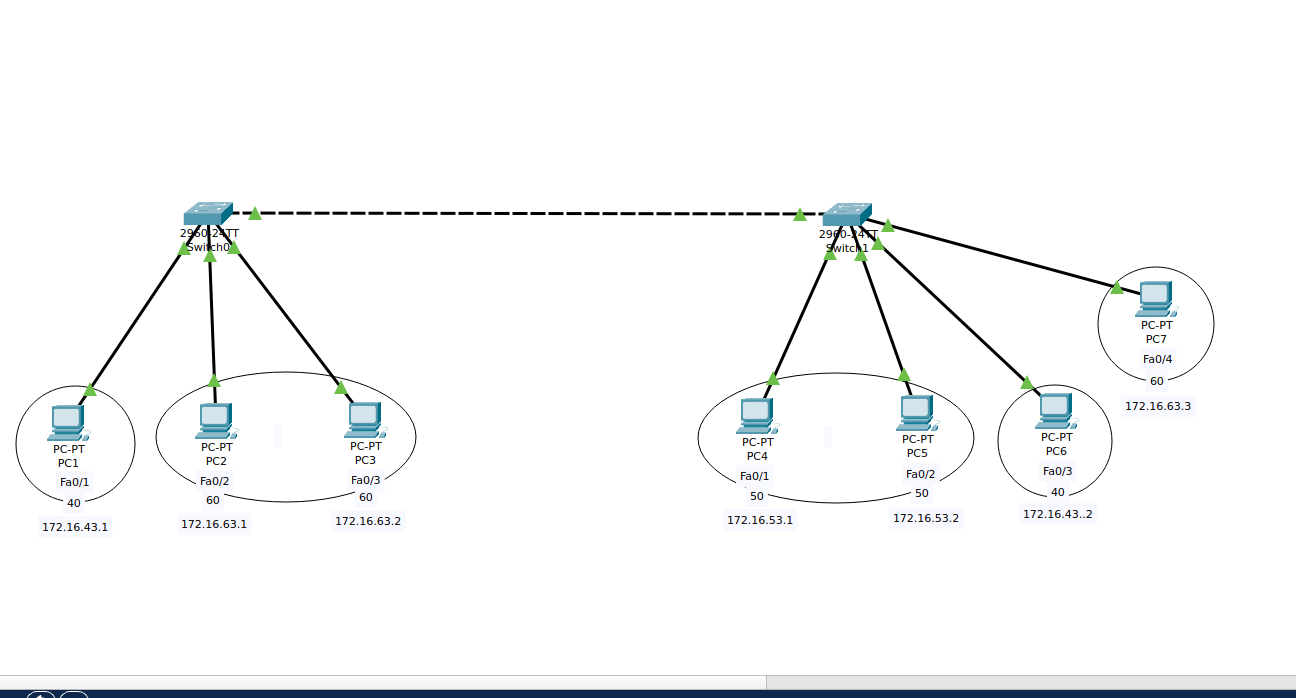 2960-24TT
Switch0
2960-24TT
Switch1
PC-PT
PC7
Fa0/4
60
172.16.63.3
PC-PT
PC1
Fa0/1
40
172.16.43.1
PC-PT
PC2
Fa0/2
60
172.16.63.1
PC-PT
PC3
Fa0/3
60
172.16.63.2
PC-PT
PC4
Fa0/1
50
172.16.53.1
PC-PT
PC5
Fa0/2
50
172.16.53.2
PC-PT
PC6
Fa0/3
40
172.16.43..2